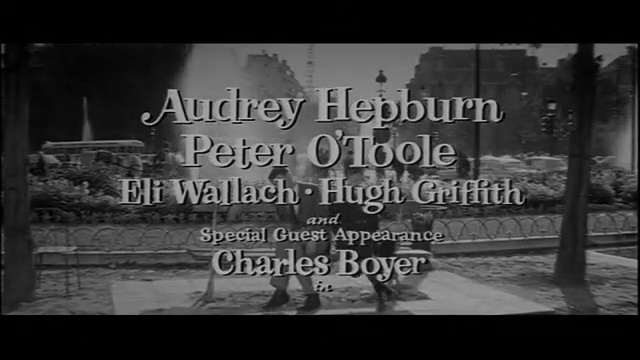 Audrey Hepburn
Peter O'Toole
Eli Wallach · Hugh Griffith
and
Special Guest Appearance
Charles Boyer
in